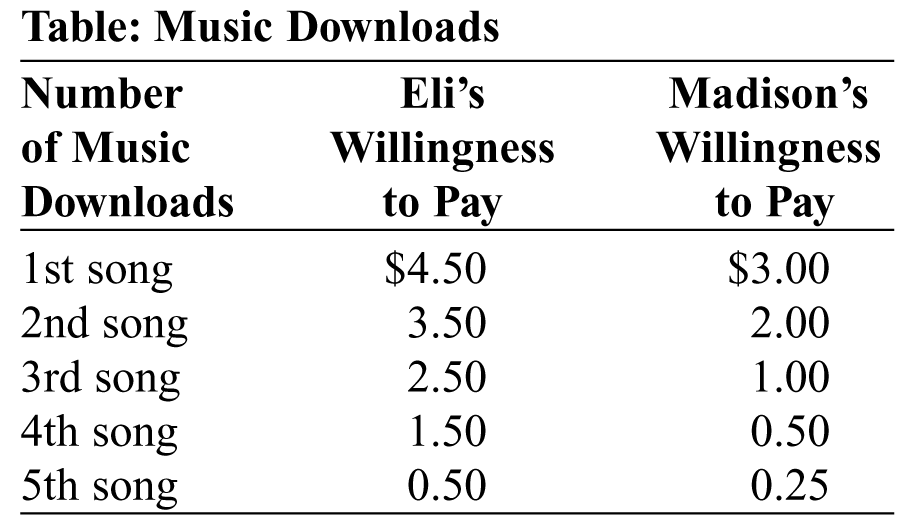 Table: Music Downloads
Number Eli’s Madison’s
of Music Willingness Willingness
Downloads to Pay to Pay
1st song $4.50 $3.00
2nd song 3.50 2.00
3rd song 2.50 1.00
4th song 1.50 0.50
5th song 0.50 0.25